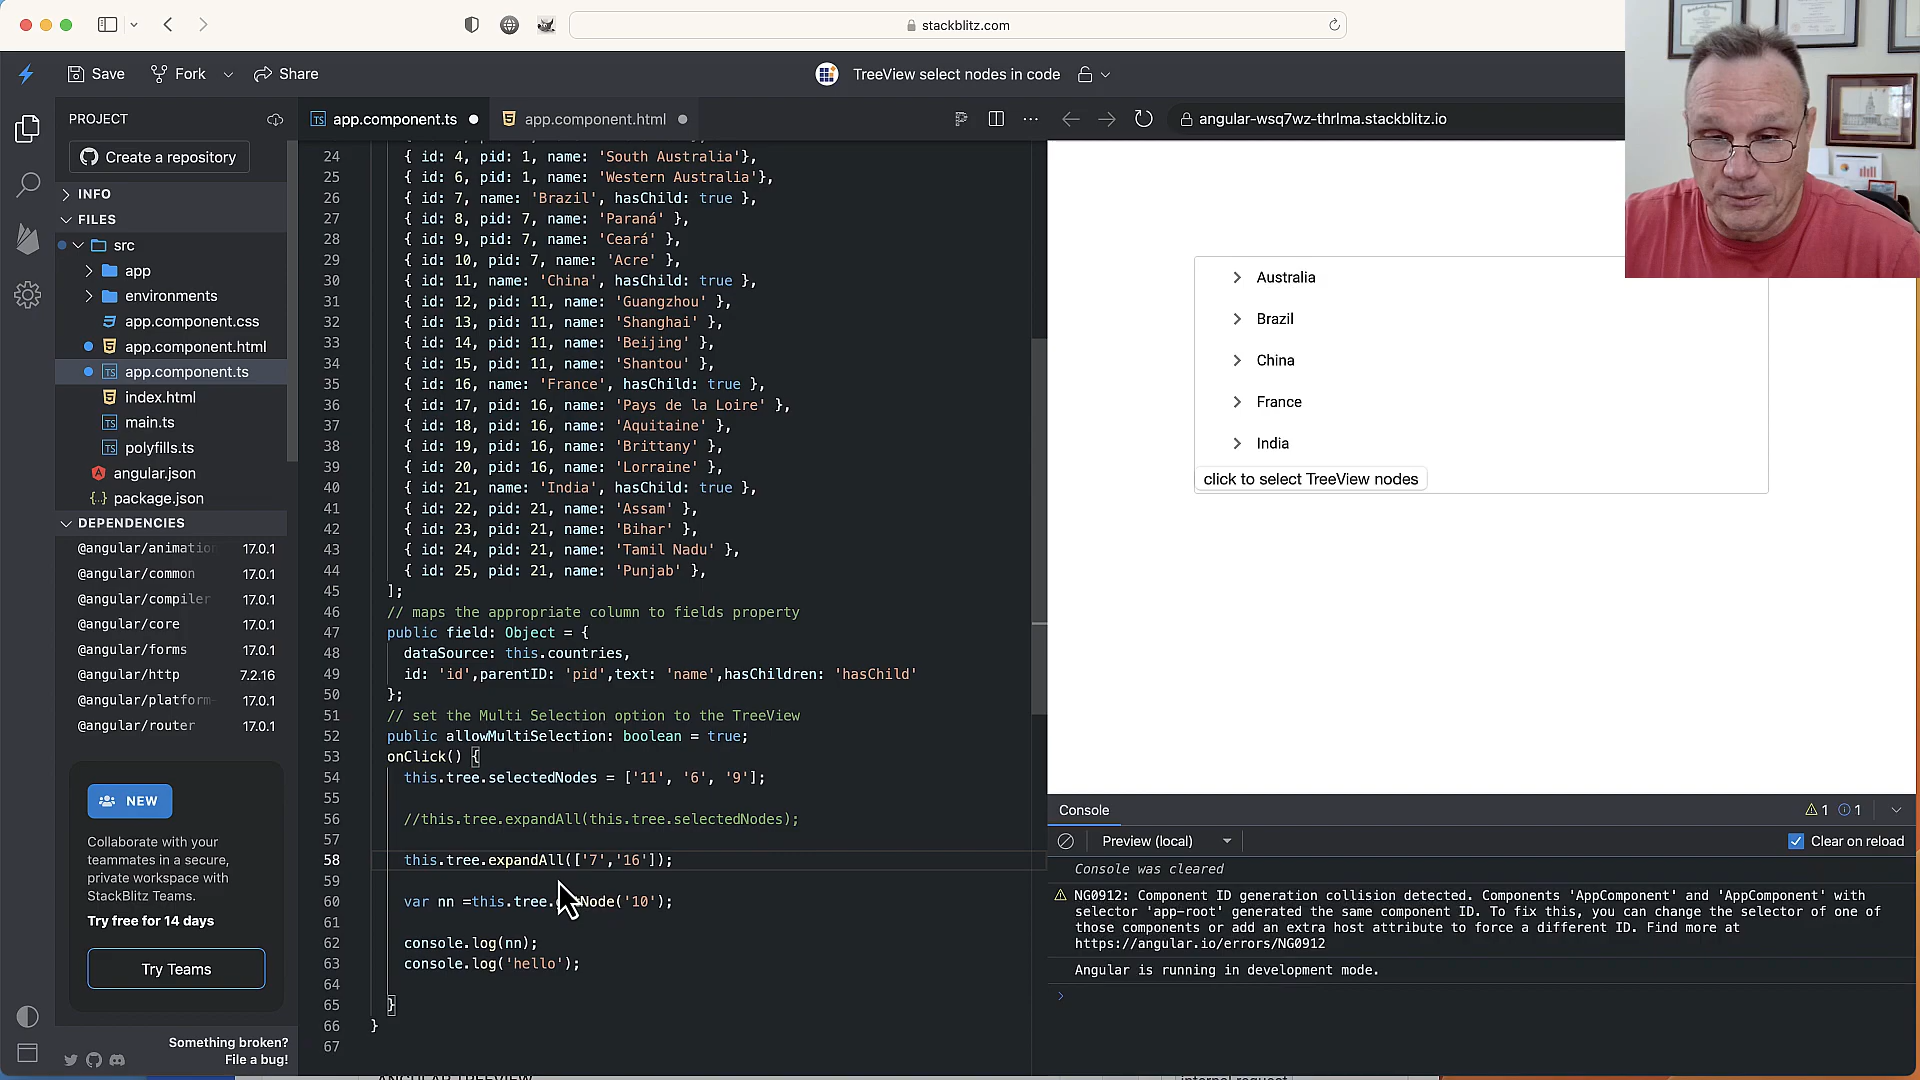 stackblitz.com
Save
Fork
Share
TreeView select nodes in code
PROJECT
Create a repository
INFO
FILES
src
app
environments
app.component.css
app.component.html
app.component.ts
index.html
main.ts
polyfills.ts
angular.json
package.json
DEPENDENCIES
@angular/animation 17.0.1
@angular/common 17.0.1
@angular/compiler 17.0.1
@angular/core 17.0.1
@angular/forms 17.0.1
@angular/http 7.2.16
@angular/platform- 17.0.1
@angular/router 17.0.1
NEW
Collaborate with your
teammates in a secure,
private workspace with
StackBlitz Teams.
Try free for 14 days
Try Teams
Something broken?
File a bug!
app.component.ts
app.component.html
24 { id: 4, pid: 1, name: 'South Australia'},
25 { id: 6, pid: 1, name: 'Western Australia'},
26 { id: 7, name: 'Brazil', hasChild: true },
27 { id: 8, pid: 7, name: 'Paraná' },
28 { id: 9, pid: 7, name: 'Ceará' },
29 { id: 10, pid: 7, name: 'Acre' },
30 { id: 11, name: 'China', hasChild: true },
31 { id: 12, pid: 11, name: 'Guangzhou' },
32 { id: 13, pid: 11, name: 'Shanghai' },
33 { id: 14, pid: 11, name: 'Beijing' },
34 { id: 15, pid: 11, name: 'Shantou' },
35 { id: 16, name: 'France', hasChild: true },
36 { id: 17, pid: 16, name: 'Pays de la Loire' },
37 { id: 18, pid: 16, name: 'Aquitaine' },
38 { id: 19, pid: 16, name: 'Brittany' },
39 { id: 20, pid: 16, name: 'Lorraine' },
40 { id: 21, name: 'India', hasChild: true },
41 { id: 22, pid: 21, name: 'Assam' },
42 { id: 23, pid: 21, name: 'Bihar' },
43 { id: 24, pid: 21, name: 'Tamil Nadu' },
44 { id: 25, pid: 21, name: 'Punjab' },
45 ];
46 // maps the appropriate column to fields property
47 public field: Object = {
48 dataSource: this.countries,
49 id: 'id',parentID: 'pid',text: 'name',hasChildren: 'hasChild'
50 };
51 // set the Multi Selection option to the TreeView
52 public allowMultiSelection: boolean = true;
53 onClick() {
54 this.tree.selectedNodes = ['11', '6', '9'];
55
56 //this.tree.expandAll(this.tree.selectedNodes);
57
58 this.tree.expandAll(['7','16']);
59
60 var nn =this.tree. Node('10');
61
62 console.log(nn);
63 console.log('hello');
64
65 }
66 }
67
angular-wsq7wz-thrlma.stackblitz.io
Australia
Brazil
China
France
India
click to select TreeView nodes
Console
1 1
Preview (local)
Clear on reload
Console was cleared
NG0912: Component ID generation collision detected. Components 'AppComponent' and 'AppComponent' with
selector 'app-root' generated the same component ID. To fix this, you can change the selector of one of
those components or add an extra host attribute to force a different ID. Find more at
https://angular.io/errors/NG0912
Angular is running in development mode.